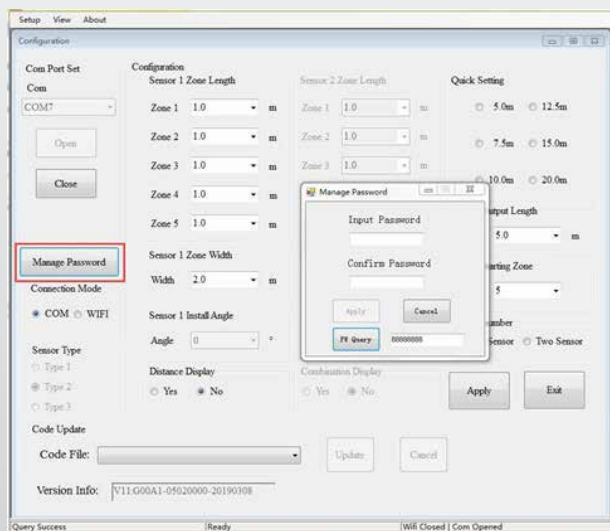 Setup View About
Configuration
Com Port Set
Com
COM7
Open
Close
Manage Password
Connection Mode
COM WIFI
Sensor Type
Type 1
Type 2
Type 3
Configuration
Sensor 1 Zone Length
Zone 1 1.0 m
Zone 2 1.0 m
Zone 3 1.0 m
Zone 4 1.0 m
Zone 5 1.0 m
Sensor 1 Zone Width
Width 2.0 m
Sensor 1 Install Angle
Angle 0 °
Distance Display
Yes No
Sensor 2 Zone Length
Zone 1 1.0 m
Zone 2 1.0 m
Zone 3 1.0 m
Manage Password
Input Password
Confirm Password
Apply Cancel
PW Query
Combination Display
Yes No
Quick Setting
5.0m 12.5m
7.5m 15.0m
10.0m 20.0m
Length
5.0 m
Zone
5
Sensor Two Sensor
Apply Exit
Code Update
Code File:
Update Cancel
Version Info: V11:G00A1-05020000-20190308
Query Success Ready Wifi Closed | Com Opened